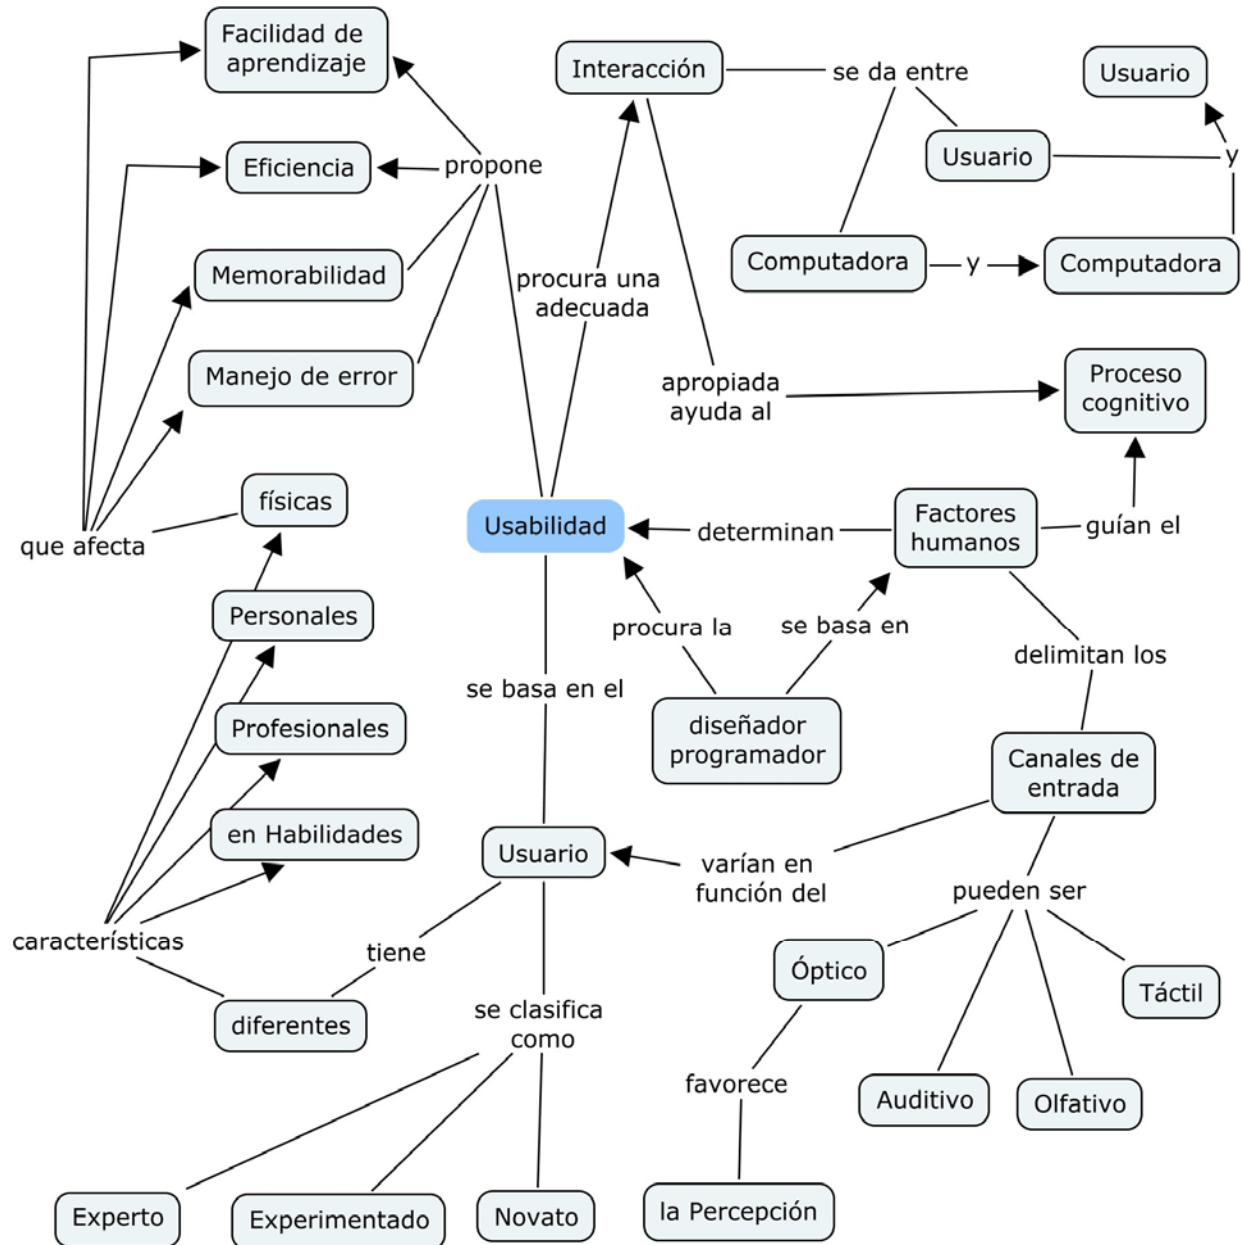 Facilidad de
aprendizaje
Interacción
se da entre
Usuario
Usuario
y
Eficiencia
propone
Memorabilidad
procura una
adecuada
Computadora
y
Computadora
Manejo de error
apropiada
ayuda al
Proceso
cognitivo
físicas
que afecta
Usabilidad
determinan
Factores
humanos
guían el
Personales
procura la
se basa en
delimitan los
se basa en el
Profesionales
diseñador
programador
Canales de
entrada
en Habilidades
Usuario
varían en
función del
pueden ser
características
tiene
Óptico
Táctil
diferentes
se clasifica
como
favorece
Auditivo
Olfativo
Experto
Experimentado
Novato
la Percepción